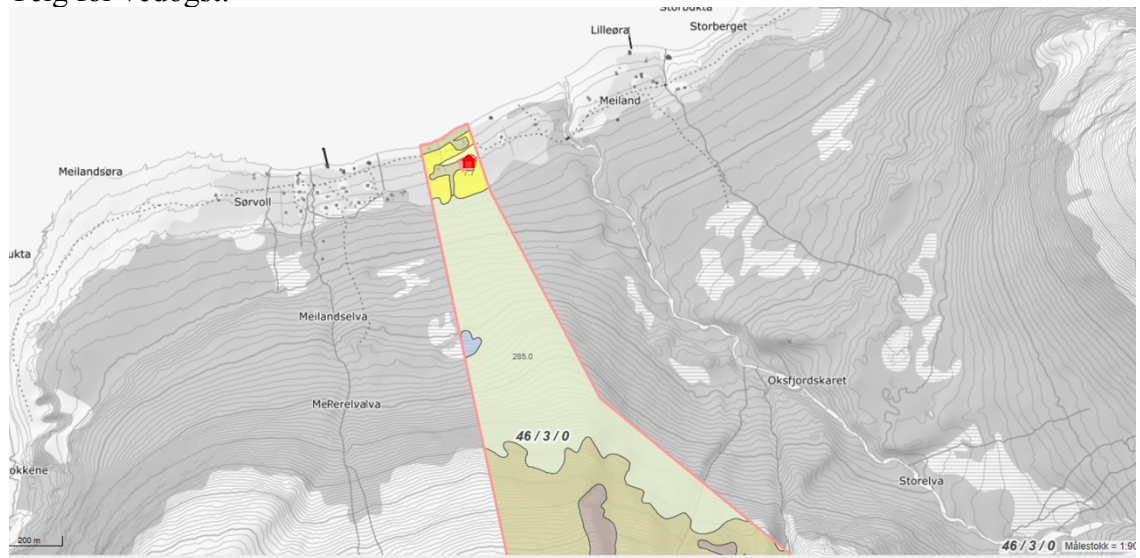 Storbukta
Lilleøra
Storberget
Meiland
Meilandsøra
Sørvoll
ukta
Meilandselva
285.0
Oksfjordskaret
MePerelvalva
46 / 3 / 0
okkene
Storelva
200 m
46 / 3 / 0
Målestokk = 1:90